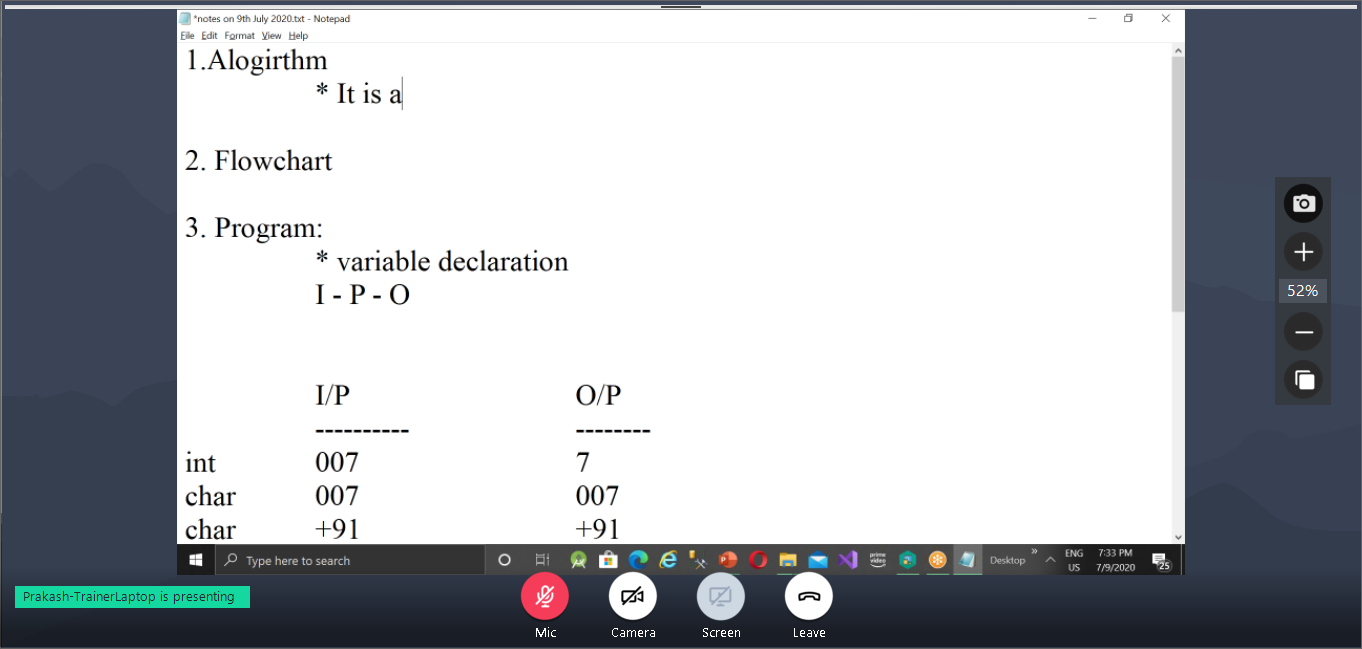 *notes on 9th July 2020.txt - Notepad
File Edit Format View Help
1.Alogirthm
* It is a
2. Flowchart
3. Program:
* variable declaration
I - P - O
I/P O/P
---------- --------
int 007 7
char 007 007
char +91 +91
52%
Type here to search
prime video
Desktop
ENG
US
7:33 PM
7/9/2020
25
Prakash-TrainerLaptop is presenting
Mic Camera Screen Leave